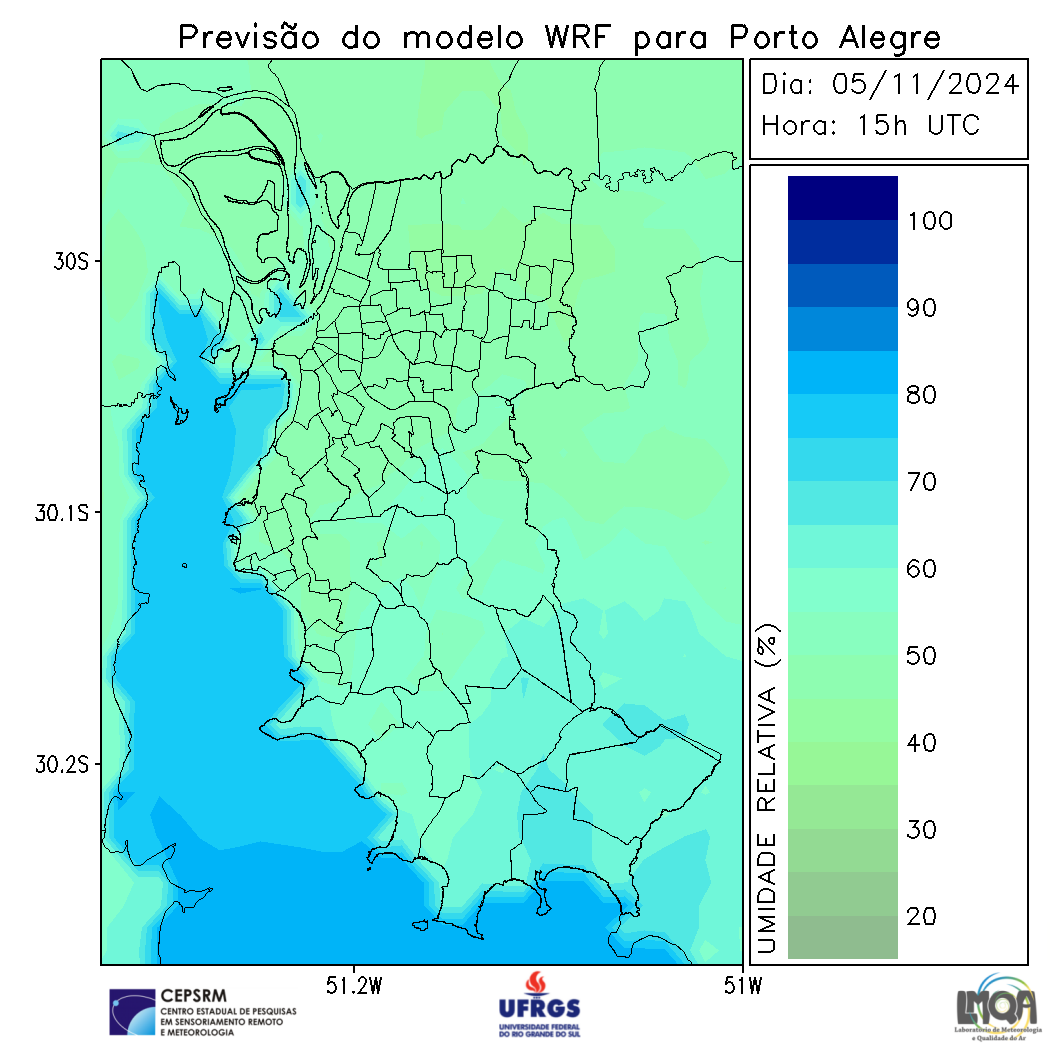 Previsão do modelo WRF para Porto Alegre
Dia: 05/11/2024
Hora: 15h UTC
30S
30.1S
30.2S
51.2W
51W
100
90
80
70
60
50
40
30
20
UMIDADE RELATIVA (%)
CEPSRM
CENTRO ESTADUAL DE PESQUISAS
EM SENSORIAMENTO REMOTO
E METEOROLOGIA
UFRGS
UNIVERSIDADE FEDERAL
DO RIO GRANDE DO SUL
LMQA
Laboratório de Meteorologia
e Qualidade do Ar